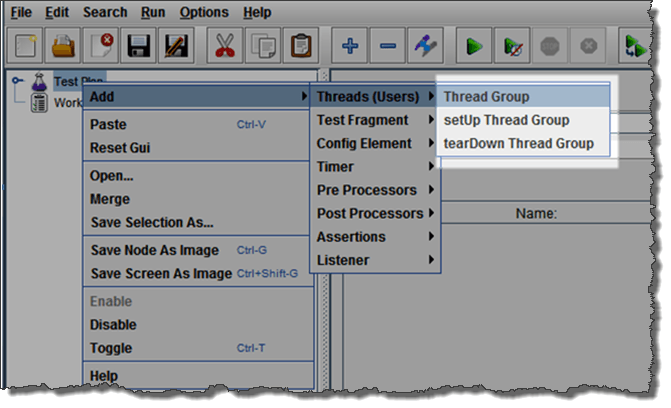 File Edit Search Run Options Help
Test Plan
Work
Add
Paste Ctrl-V
Reset Gui
Open...
Merge
Save Selection As...
Save Node As Image Ctrl-G
Save Screen As Image Ctrl+Shift-G
Enable
Disable
Toggle Ctrl-T
Help
Threads (Users)
Test Fragment
Config Element
Timer
Pre Processors
Post Processors
Assertions
Listener
Thread Group
setUp Thread Group
tearDown Thread Group
Name: